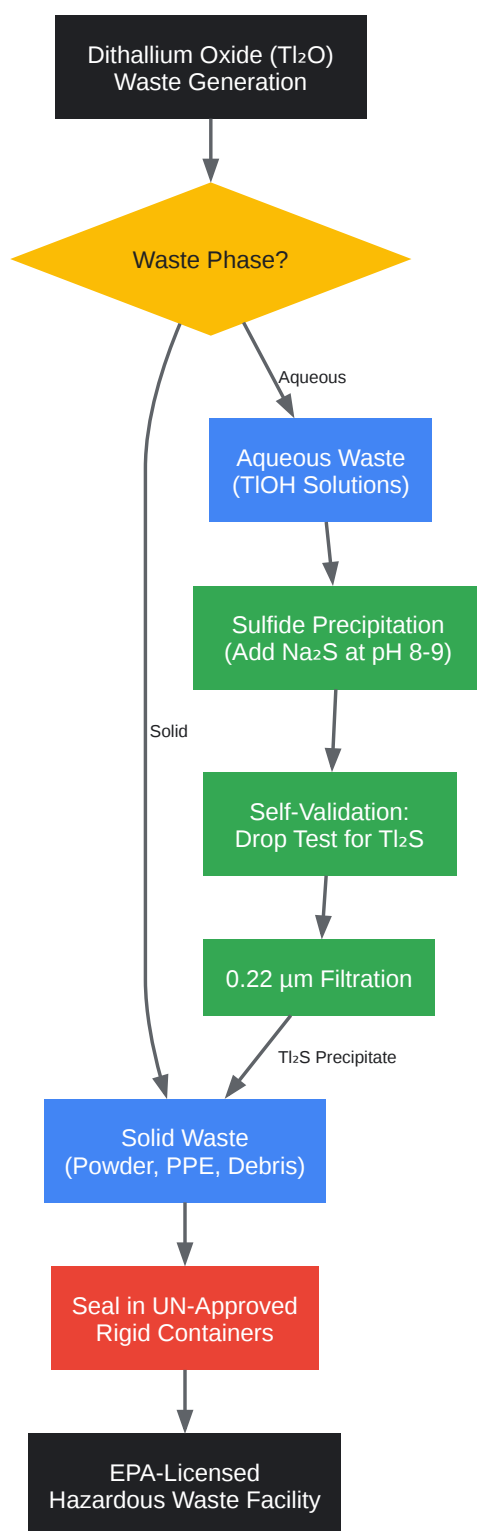 Dithallium Oxide (Tl₂O)
Waste Generation
Waste Phase?
Aqueous
Aqueous Waste
(TlOH Solutions)
Sulfide Precipitation
(Add Na₂S at pH 8-9)
Solid
Self-Validation:
Drop Test for Tl₂S
0.22 µm Filtration
Tl₂S Precipitate
Solid Waste
(Powder, PPE, Debris)
Seal in UN-Approved
Rigid Containers
EPA-Licensed
Hazardous Waste Facility